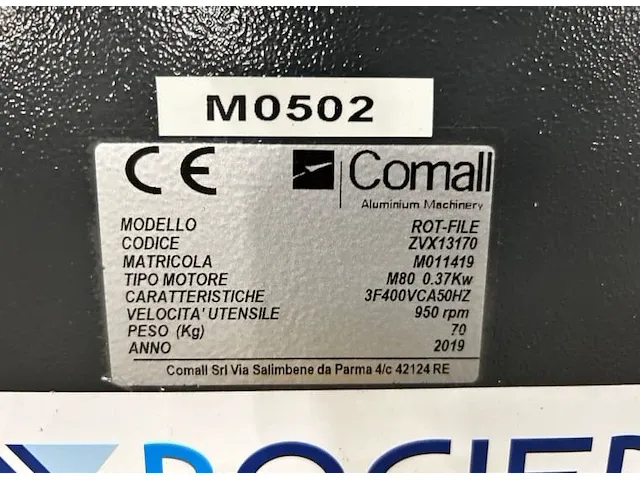 M0502
CE Comall
Aluminium Machinery
MODELLO ROT-FILE
CODICE ZVX13170
MATRICOLA M011419
TIPO MOTORE M80 0.37Kw
CARATTERISTICHE 3F400VCA50HZ
VELOCITA' UTENSILE 950 rpm
PESO (Kg) 70
ANNO 2019
Comall Srl Via Salimbene da Parma 4/c 42124 RE